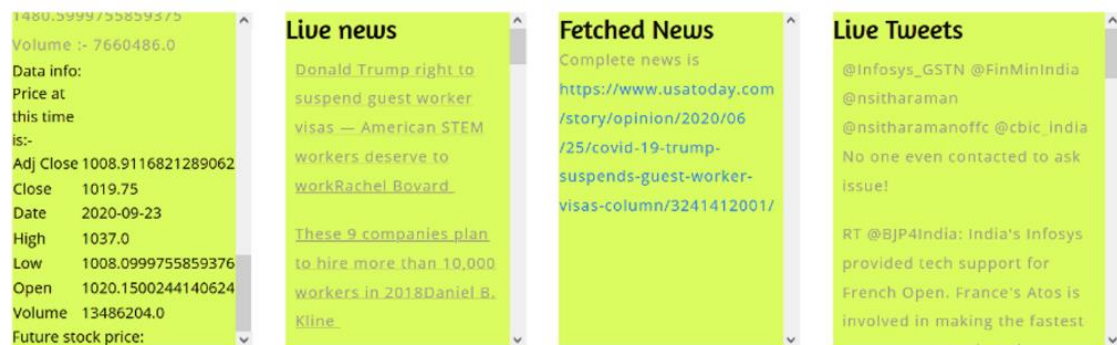 1480.5999755859375
Volume :- 7660486.0
Data info:
Price at
this time
is:-
Adj Close 1008.9116821289062
Close 1019.75
Date 2020-09-23
High 1037.0
Low 1008.0999755859376
Open 1020.1500244140624
Volume 13486204.0
Future stock price:
Live news
Donald Trump right to
suspend guest worker
visas — American STEM
workers deserve to
workRachel Bovard
These 9 companies plan
to hire more than 10,000
workers in 2018Daniel B.
Kline
Fetched News
Complete news is
https://www.usatoday.com
/story/opinion/2020/06
/25/covid-19-trump-
suspends-guest-worker-
visas-column/3241412001/
Live Tweets
@Infosys_GSTN @FinMinIndia
@nsitharaman
@nsitharamanoffc @cbic_india
No one even contacted to ask
issue!
RT @BJP4India: India's Infosys
provided tech support for
French Open. France's Atos is
involved in making the fastest